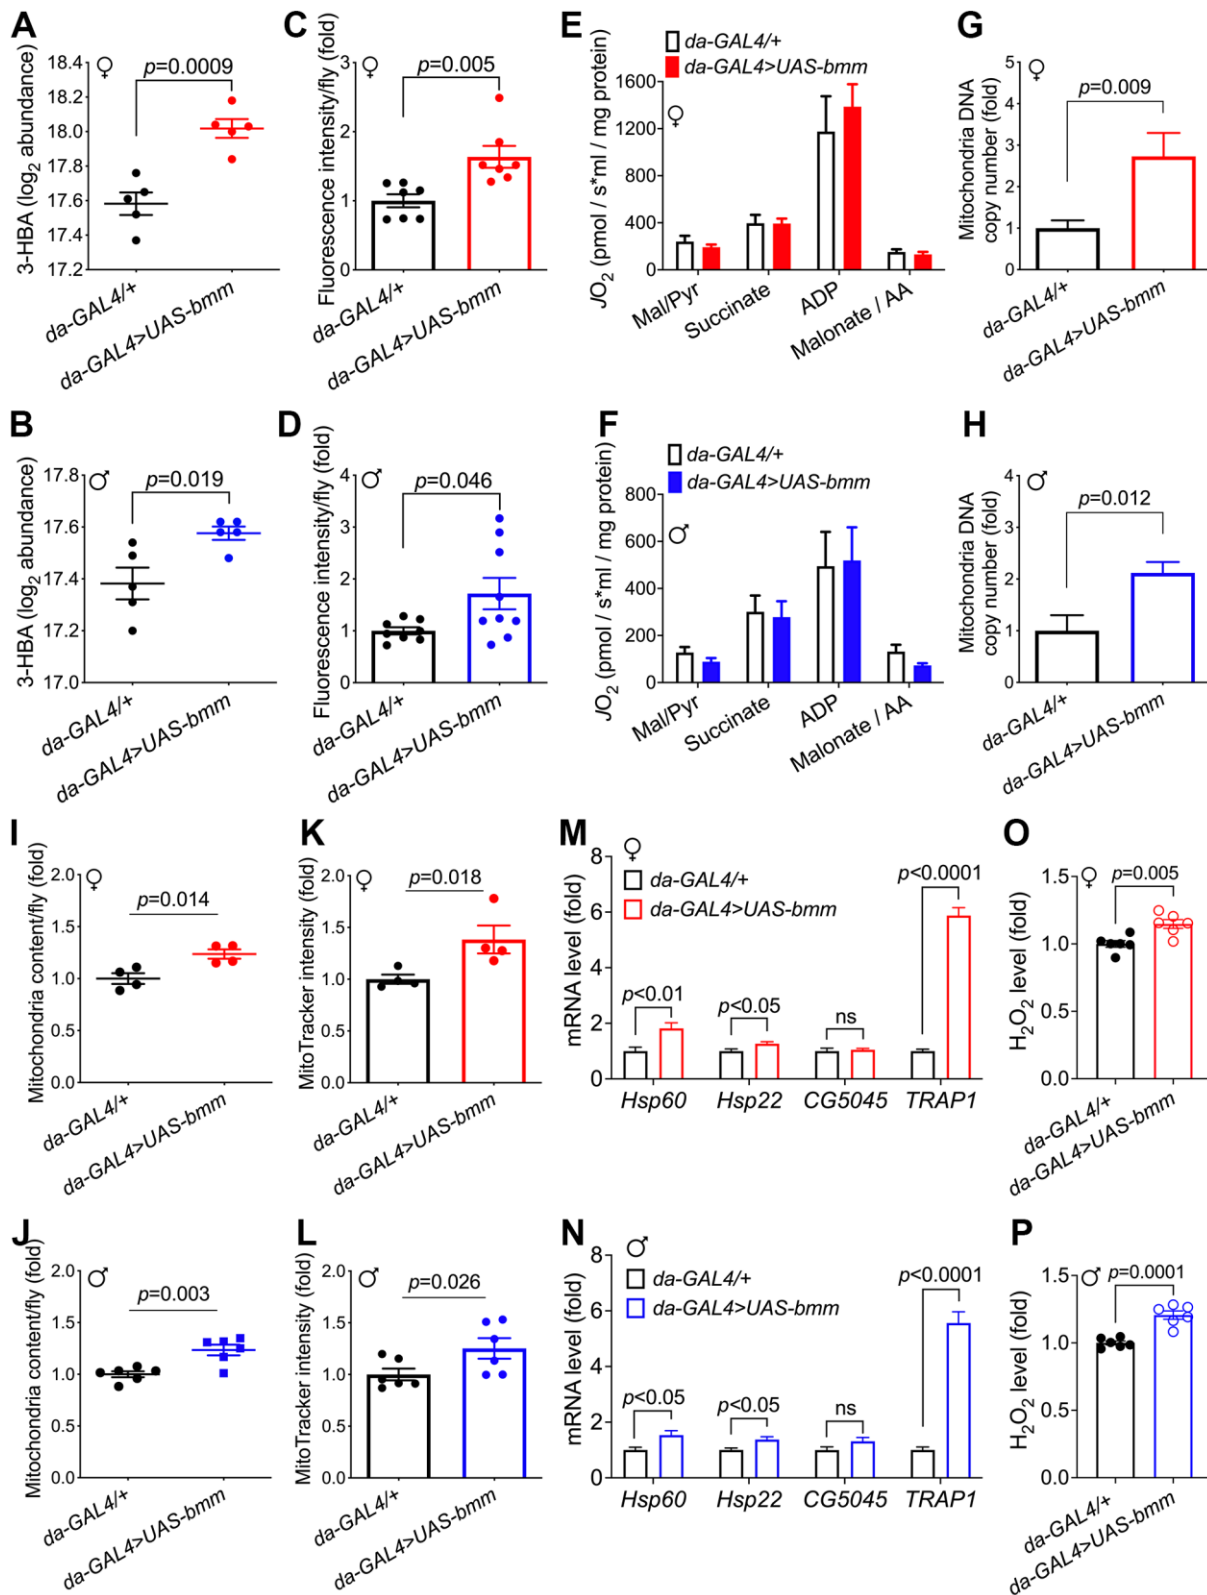 A
♀
3-HBA (log2 abundance)
18.4
18.2
18.0
17.8
17.6
17.4
17.2
p=0.0009
da-GAL4/+
da-GAL4>UAS-bmm
C
♀
Fluorescence intensity/fly (fold)
3
2
1
0
p=0.005
da-GAL4/+
da-GAL4>UAS-bmm
E
da-GAL4/+
da-GAL4>UAS-bmm
♀
JO2 (pmol / s*ml / mg protein)
1600
1200
800
400
0
Mal/Pyr
Succinate
ADP
Malonate / AA
G
♀
Mitochondria DNA
copy number (fold)
5
4
3
2
1
0
p=0.009
da-GAL4/+
da-GAL4>UAS-bmm
B
♂
3-HBA (log2 abundance)
17.8
17.6
17.4
17.2
17.0
p=0.019
da-GAL4/+
da-GAL4>UAS-bmm
D
♂
Fluorescence intensity/fly (fold)
4
3
2
1
0
p=0.046
da-GAL4/+
da-GAL4>UAS-bmm
F
da-GAL4/+
da-GAL4>UAS-bmm
♂
JO2 (pmol / s*ml / mg protein)
800
600
400
200
0
Mal/Pyr
Succinate
ADP
Malonate / AA
H
♂
Mitochondria DNA
copy number (fold)
4
3
2
1
0
p=0.012
da-GAL4/+
da-GAL4>UAS-bmm
I
♀
Mitochondria content/fly (fold)
2.0
1.5
1.0
0.5
0.0
p=0.014
da-GAL4/+
da-GAL4>UAS-bmm
K
♀
MitoTracker intensity (fold)
2.0
1.5
1.0
0.5
0.0
p=0.018
da-GAL4/+
da-GAL4>UAS-bmm
M
♀
da-GAL4/+
da-GAL4>UAS-bmm
mRNA level (fold)
8
6
4
2
0
p<0.01
p<0.05
ns
p<0.0001
Hsp60
Hsp22
CG5045
TRAP1
O
♀
H2O2 level (fold)
1.5
1.0
0.5
0.0
p=0.005
da-GAL4/+
da-GAL4>UAS-bmm
J
♂
Mitochondria content/fly (fold)
2.0
1.5
1.0
0.5
0.0
p=0.003
da-GAL4/+
da-GAL4>UAS-bmm
L
♂
MitoTracker intensity (fold)
2.0
1.5
1.0
0.5
0.0
p=0.026
da-GAL4/+
da-GAL4>UAS-bmm
N
♂
da-GAL4/+
da-GAL4>UAS-bmm
mRNA level (fold)
8
6
4
2
0
p<0.05
p<0.05
ns
p<0.0001
Hsp60
Hsp22
CG5045
TRAP1
P
♂
H2O2 level (fold)
1.5
1.0
0.5
0.0
p=0.0001
da-GAL4/+
da-GAL4>UAS-bmm